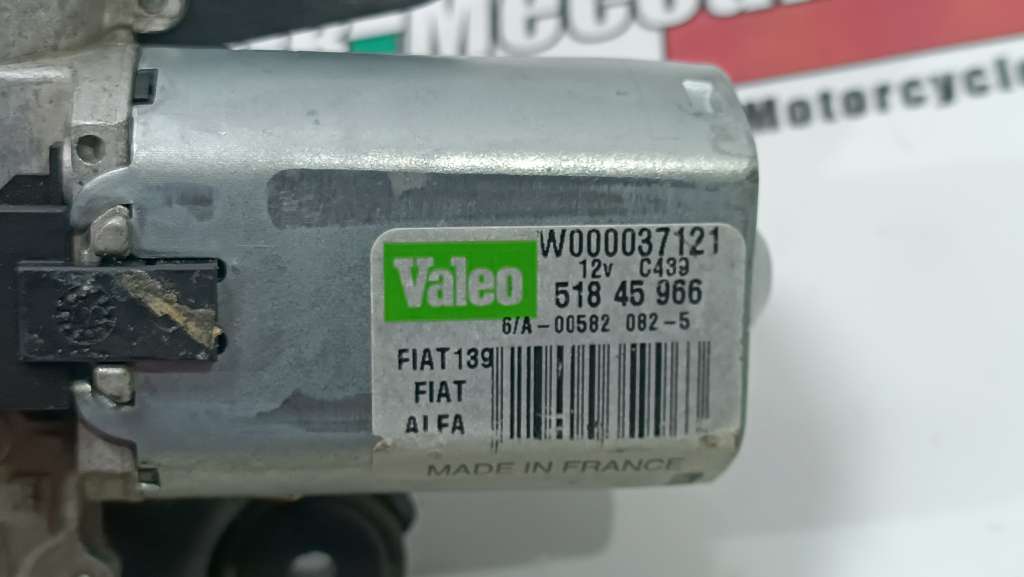 Motorcycle
Valeo
W000037121
12v C439
518 45 966
6/A-00582 082-5
FIAT139
FIAT
ALFA
MADE IN FRANCE